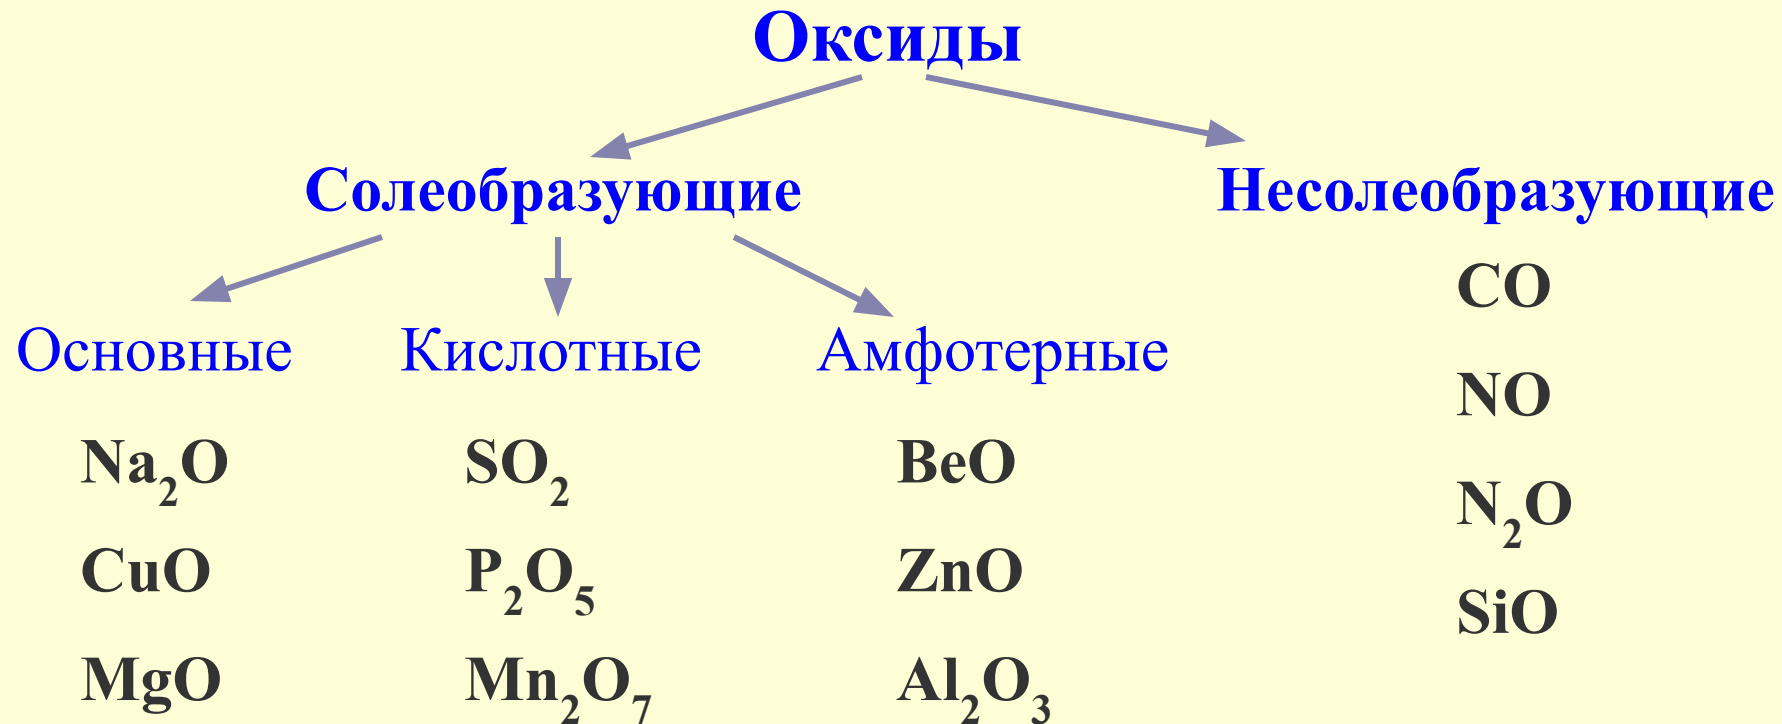 Оксиды
Солеобразующие
Несолеобразующие
Основные
Кислотные
Амфотерные
Na₂O
CuO
MgO
SO₂
P₂O₅
Mn₂O₇
BeO
ZnO
Al₂O₃
CO
NO
N₂O
SiO